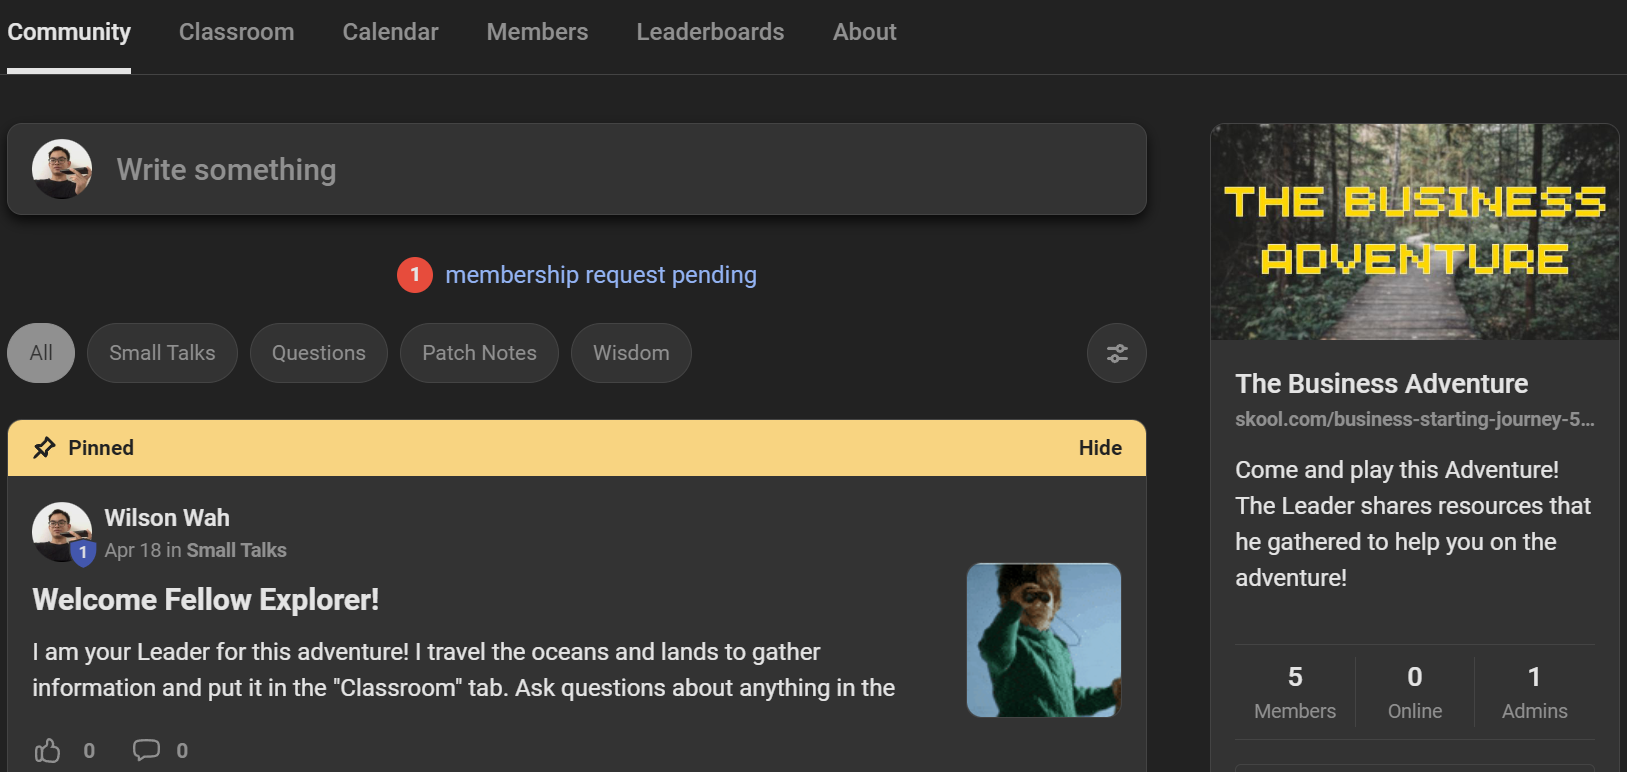 Community Classroom Calendar Members Leaderboards About
Write something
1 membership request pending
All Small Talks Questions Patch Notes Wisdom
Pinned Hide
Wilson Wah
1
Apr 18 in Small Talks
Welcome Fellow Explorer!
I am your Leader for this adventure! I travel the oceans and lands to gather
information and put it in the "Classroom" tab. Ask questions about anything in the
0 0
THE BUSINESS
ADVENTURE
The Business Adventure
skool.com/business-starting-journey-5...
Come and play this Adventure!
The Leader shares resources that
he gathered to help you on the
adventure!
5 0 1
Members Online Admins